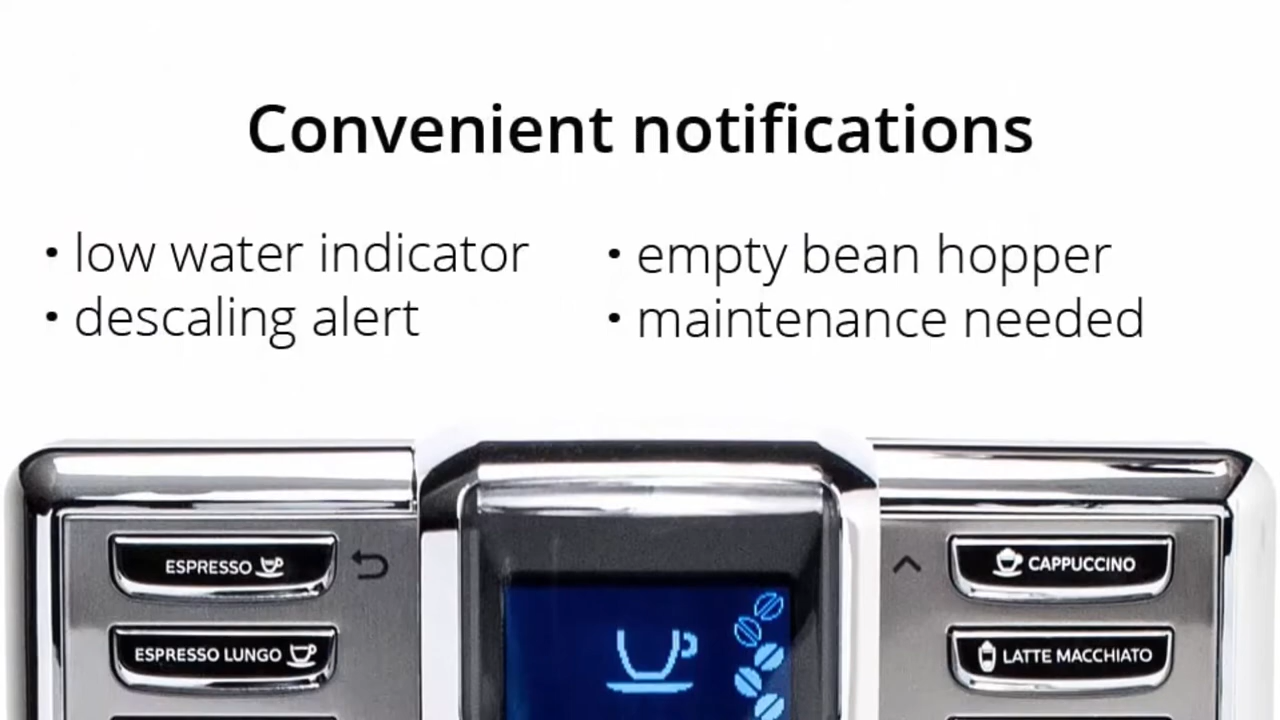 Convenient notifications
• low water indicator
• descaling alert
• empty bean hopper
• maintenance needed
ESPRESSO
CAPPUCCINO
ESPRESSO LUNGO
LATTE MACCHIATO